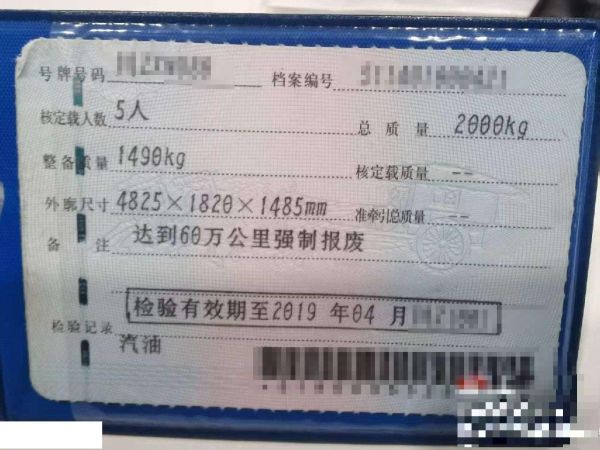 号牌号码 档案编号
核定载人数 5人 总质量 2000kg
整备质量 1490kg 核定载质量 --
外廓尺寸 4825×1820×1485mm 准牵引总质量 --
备注 达到60万公里强制报废
检验有效期至2019 年04 月
检验记录
汽油